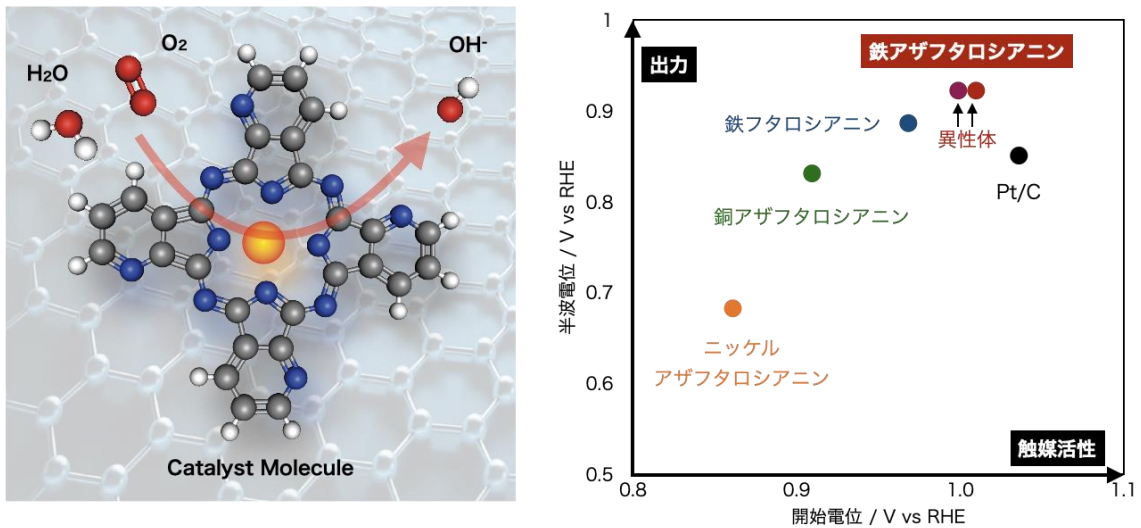 H2O
O2
OH-
Catalyst Molecule
1
出力
鉄アザフタロシアニン
0.9
鉄フタロシアニン
異性体
Pt/C
0.8
銅アザフタロシアニン
半波電位 / V vs RHE
0.7
ニッケル
アザフタロシアニン
0.6
触媒活性
0.5
0.8
0.9
1.0
1.1
開始電位 / V vs RHE